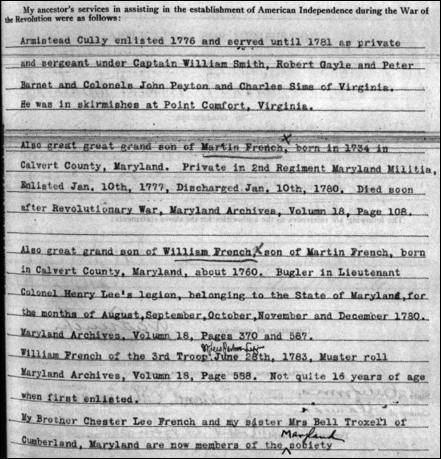 My ancestor's services in assisting in the establishment of American Independence during the War of
the Revolution were as follows:
Armistead Cully enlisted 1776 and served until 1781 as private
and sergeant under Captain William Smith, Robert Gayle and Peter
Barnet and Colonels John Peyton and Charles Sims of Virginia.
He was in skirmishes at Point Comfort, Virginia.
Also great great grand son of Martin French,x born in 1734 in
Calvert County, Maryland. Private in 2nd Regiment Maryland Militia,
Enlisted Jan. 10th, 1777, Discharged Jan. 10th, 1780. Died soon
after Revolutionary War, Maryland Archives, Volumn 18, Page 108.
Also great grand son of William French,x son of Martin French, born
in Calvert County, Maryland, about 1760. Bugler in Lieutenant
Colonel Henry Lee's legion, belonging to the State of Maryland,for
the months of August,September,October,November and December 1780.
Maryland Archives, Volumn 18, Pages 370 and 587.
William French of the 3rd Troop June 28th, 1783, Muster roll
Maryland Archives, Volumn 18, Page 588. Not quite 16 years of age
when first enlisted.
My Brother Chester Lee French and my sister Mrs Bell Troxell of
Cumberland, Maryland are now members of the Maryland society